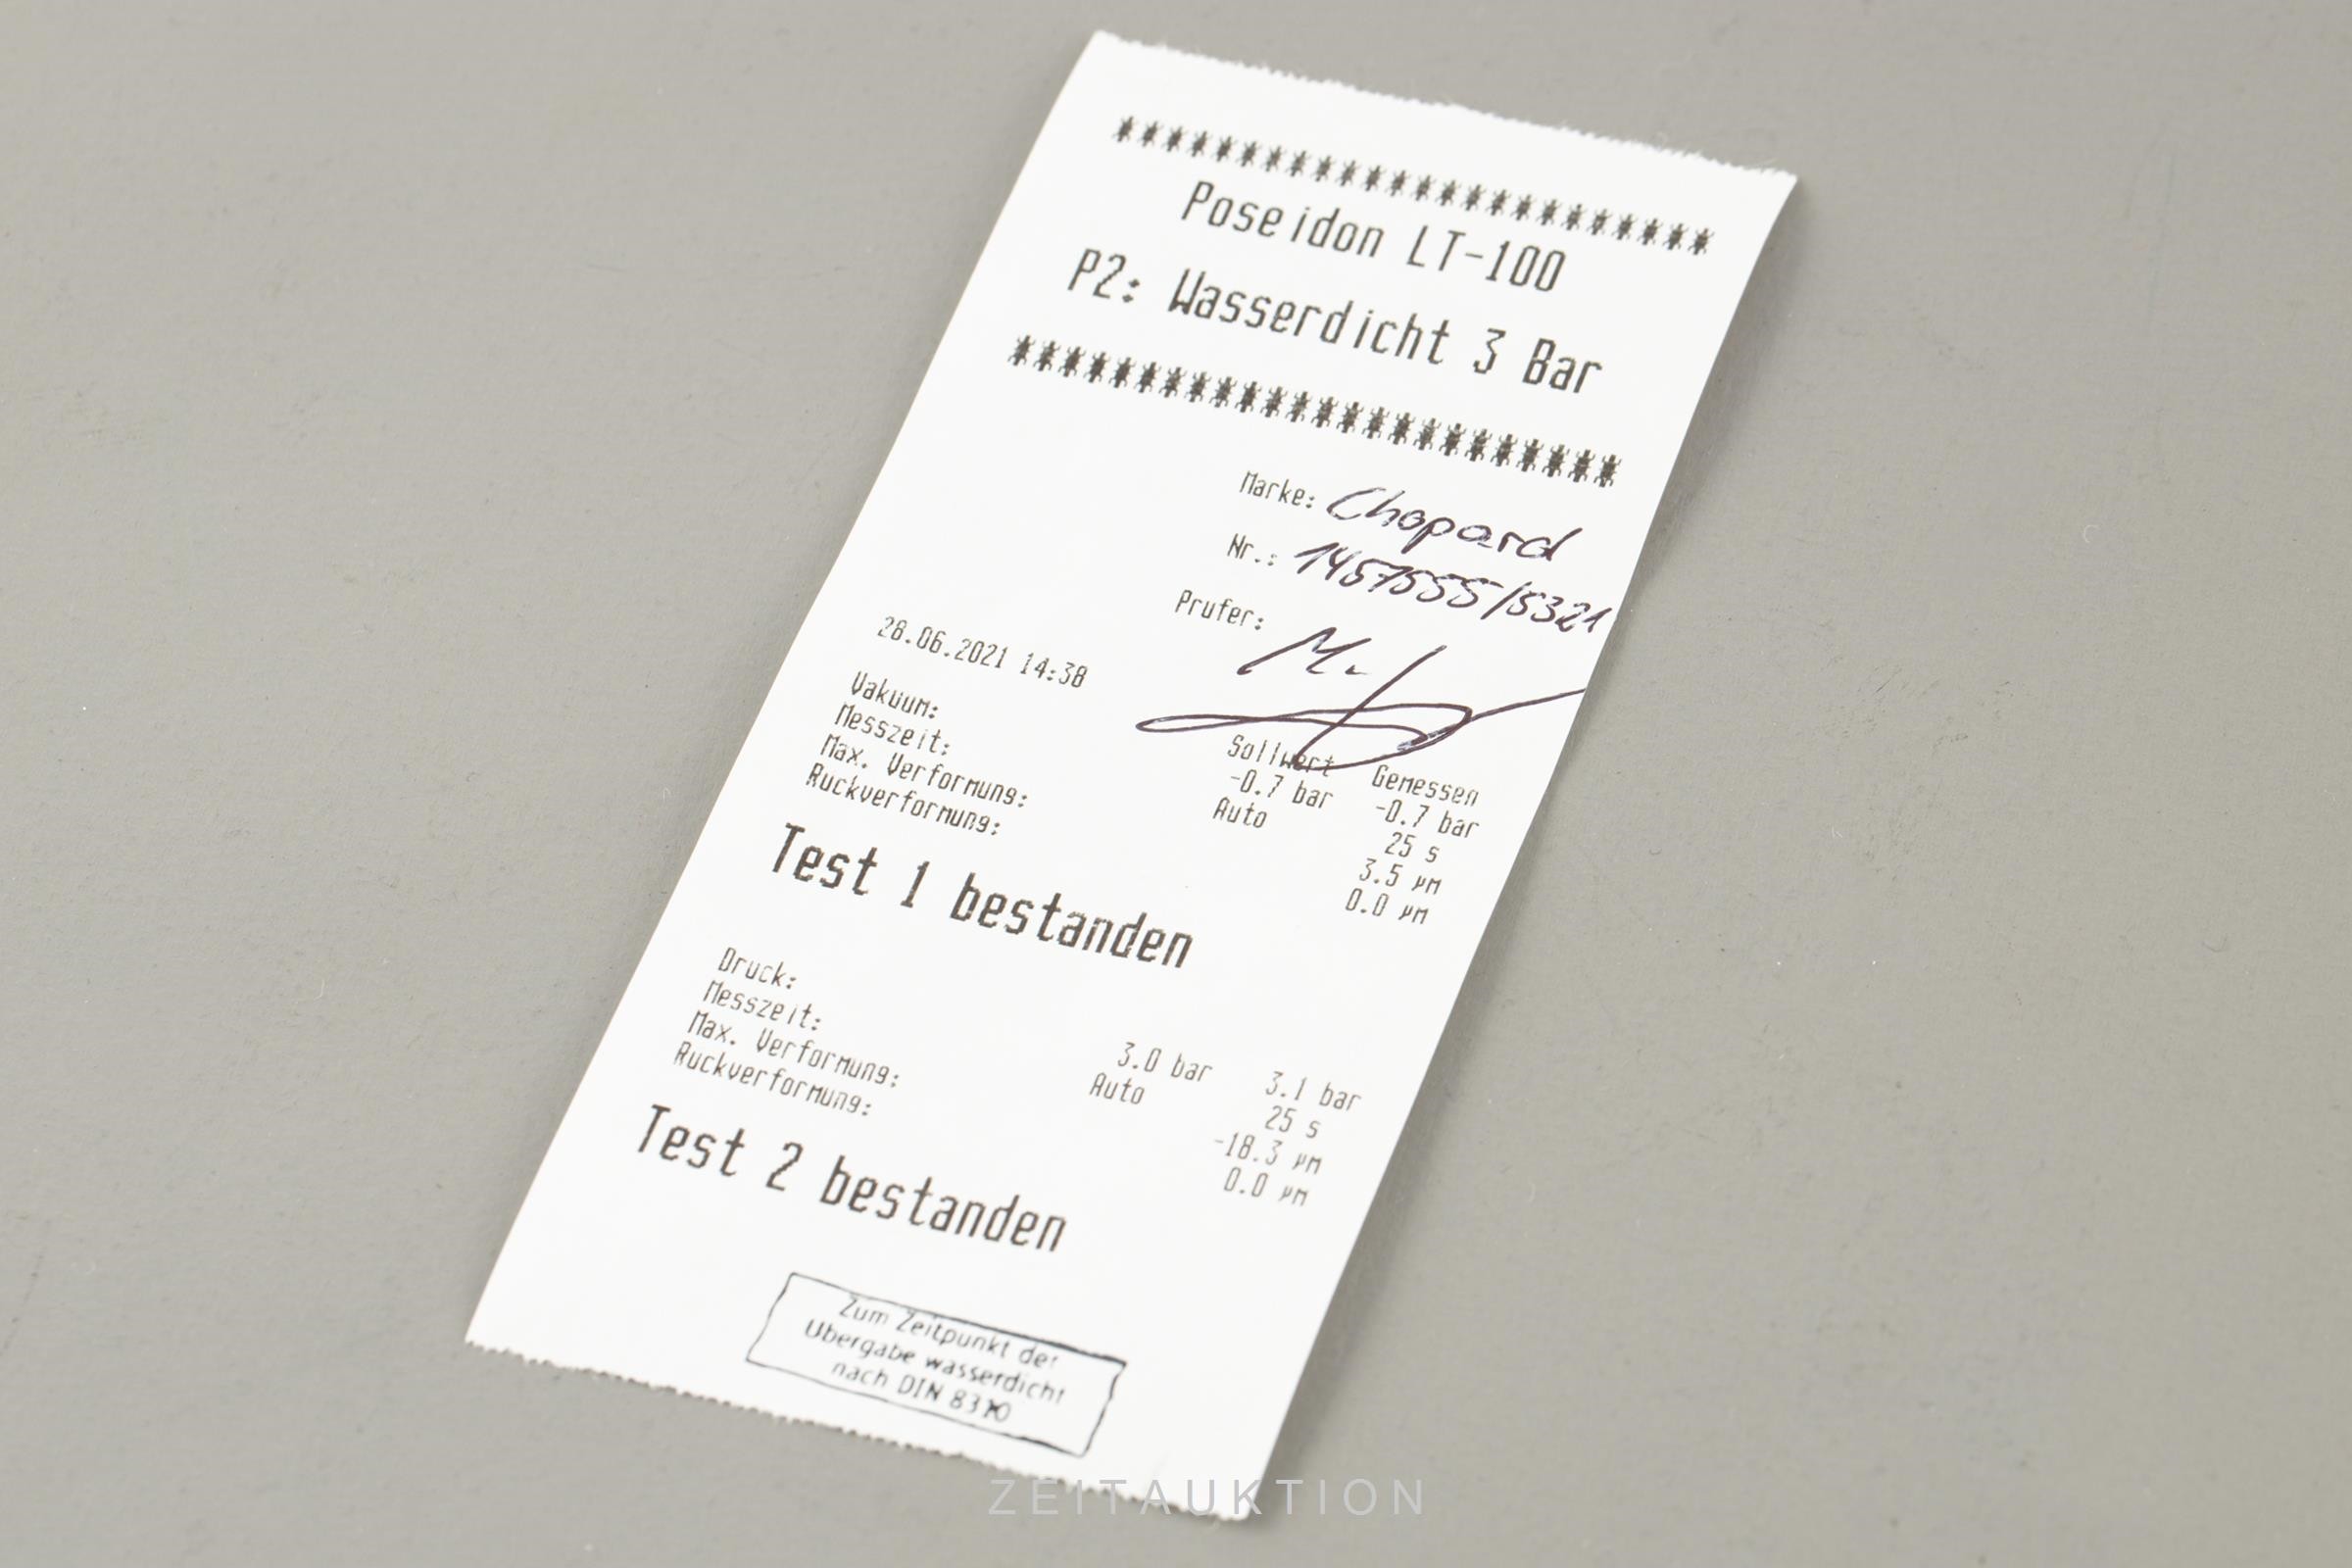 ************************
Poseidon LT-100
P2: Wasserdicht 3 Bar
************************
Marke: Chopard
Nr.: 1457555/5321
Prufer:
28.06.2021 14:38
Sollwert Gemessen
Vakuum: -0.7 bar -0.7 bar
Messzeit: Auto 25 s
Max. Verformung: 3.5 µm
Ruckverformung: 0.0 µm
Test 1 bestanden
Druck: 3.0 bar 3.1 bar
Messzeit: Auto 25 s
Max. Verformung: -18.3 µm
Ruckverformung: 0.0 µm
Test 2 bestanden
Zum Zeitpunkt der
Übergabe wasserdicht
nach DIN 8310
ZEITAUKTION